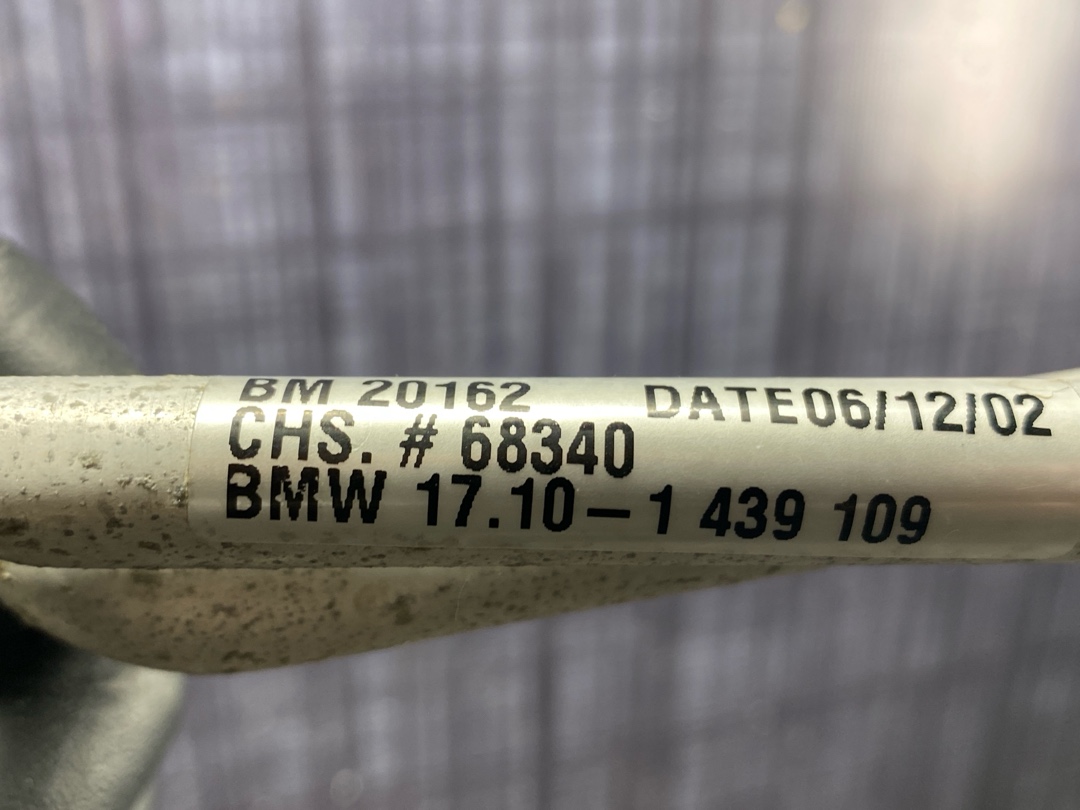 BM 20162 DATE06/12/02
CHS. # 68340
BMW 17.10-1 439 109